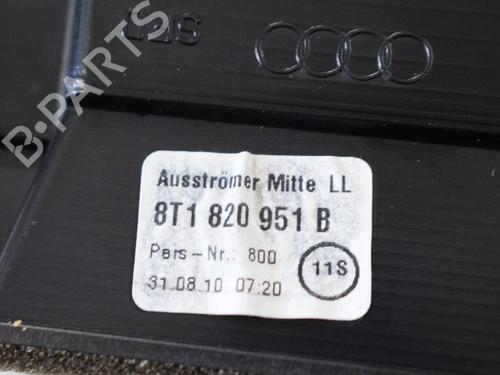 B-PARTS
Ausströmer Mitte LL
8T1 820 951 B
Pers-Nr.: 800
11S
31.08.10 07:20